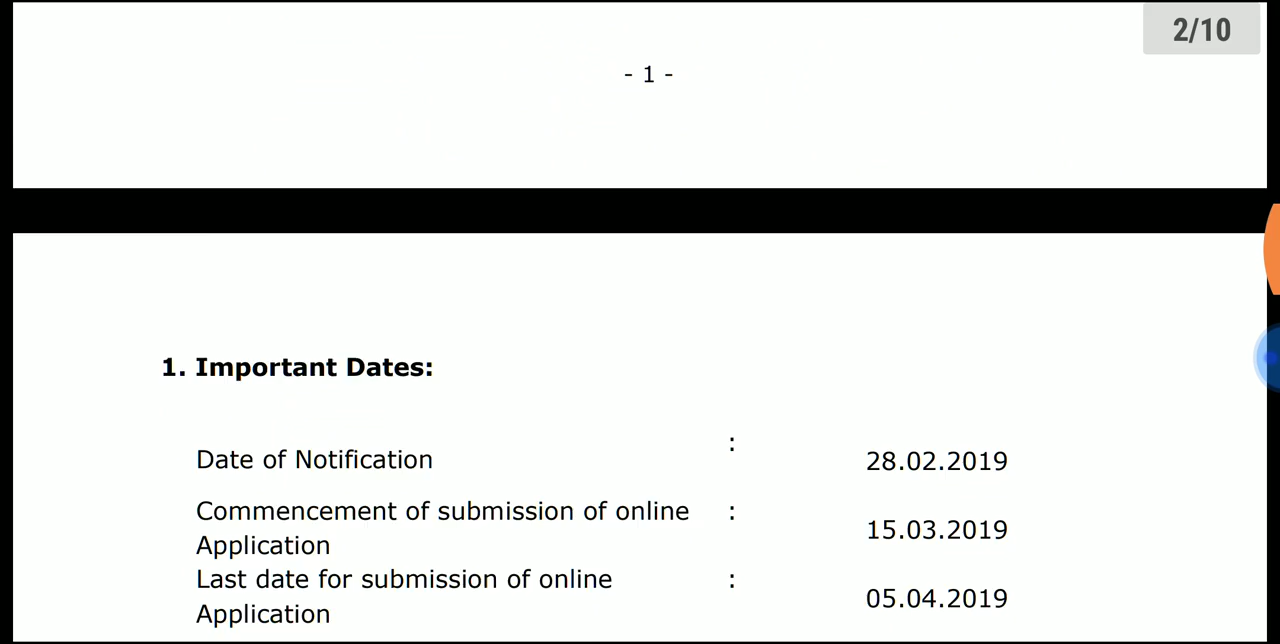 2/10
- 1 -
1. Important Dates:
Date of Notification : 28.02.2019
Commencement of submission of online : 15.03.2019
Application
Last date for submission of online : 05.04.2019
Application